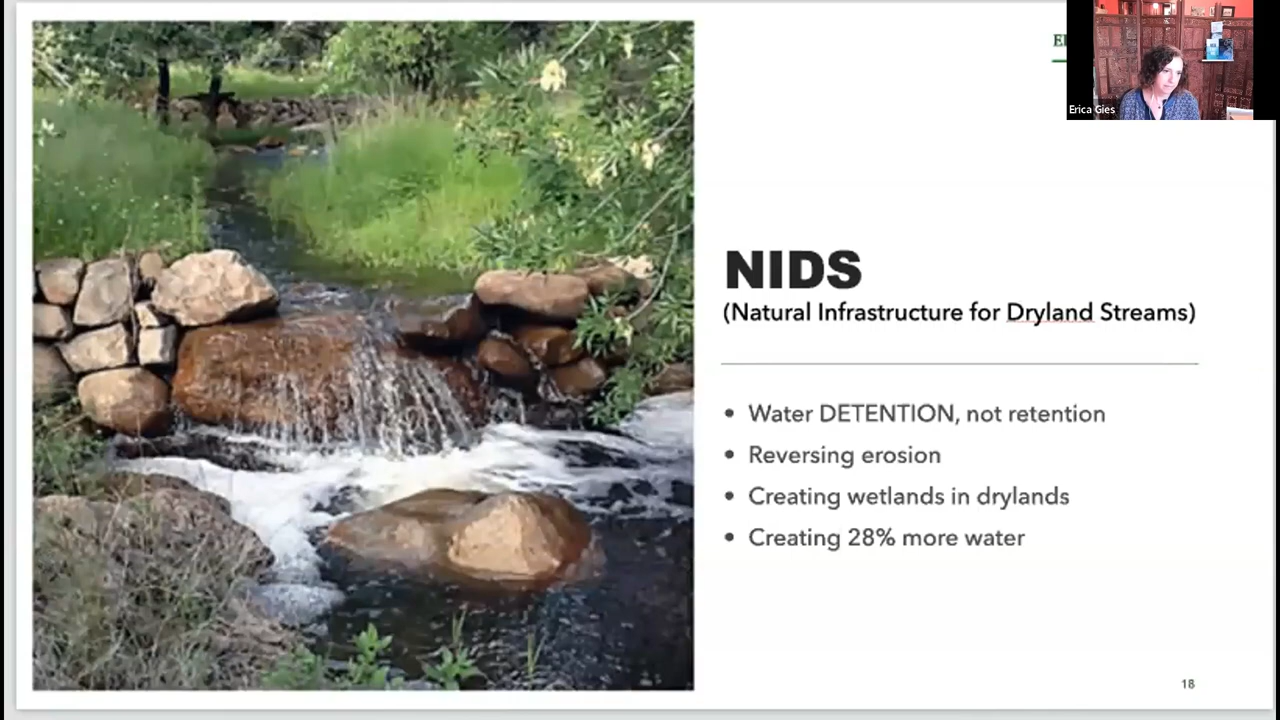 Erica Gies
NIDS
(Natural Infrastructure for Dryland Streams)
• Water DETENTION, not retention
• Reversing erosion
• Creating wetlands in drylands
• Creating 28% more water
18